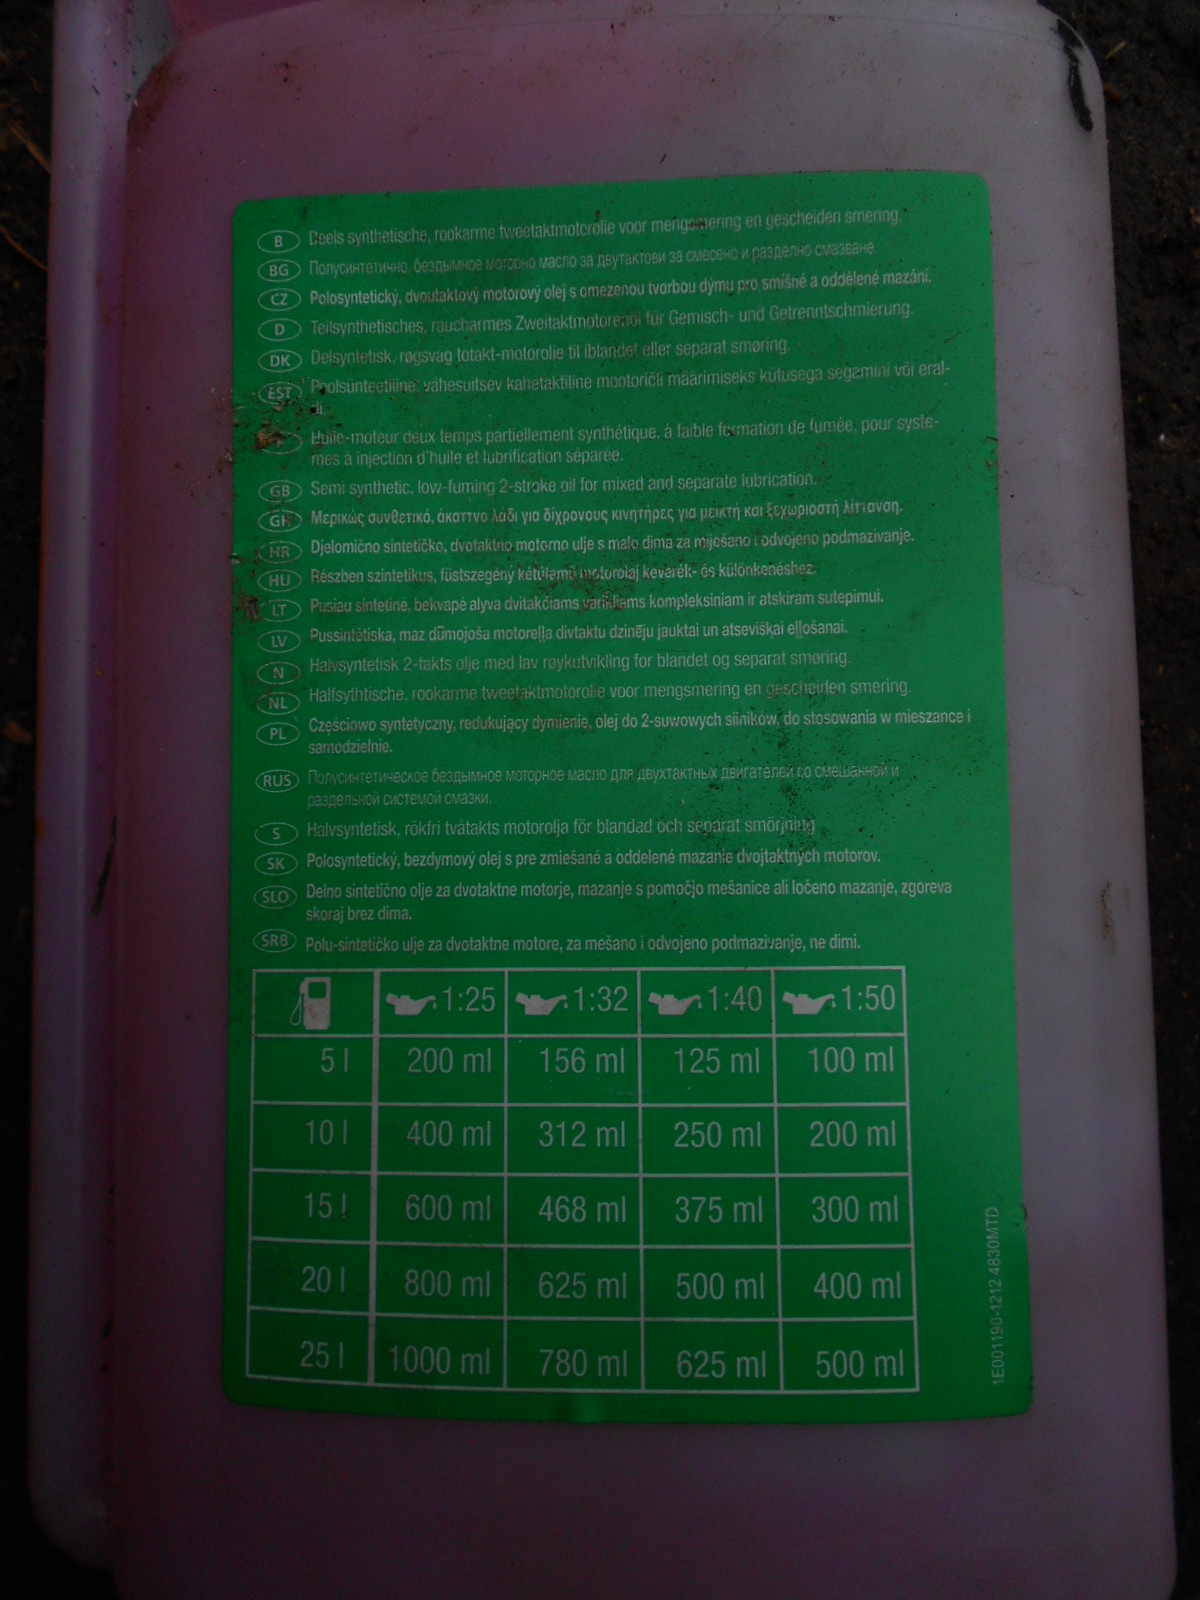 B Deels synthetische, rookarme tweetaktmotorolie voor mengsmering en gescheiden smering.
BG Полусинтетично, бездымное моторно масло за двутактови за смесено и разделно смазване
CZ Polosyntetický, dvoutaktový motorový olej s omezenou tvorbou dýmu pro smíšné a oddělené mazání.
D Teilsynthetisches, raucharmes Zweitaktmotorenöl für Gemisch- und Getrenntschmierung.
DK Delsyntetisk, røgsvag totakt-motorolie til iblandet eller separat smøring.
EST Poolsünteetiline, vähesuitsev kahetaktiline mootoriõli määrimiseks kütusega segamini või eral-
di.
Huile-moteur deux temps partiellement synthétique, à faible formation de fumée, pour systè-
mes à injection d'huile et lubrification séparée.
GB Semi synthetic, low-fuming 2-stroke oil for mixed and separate lubrication.
GR Μερικώς συνθετικό, άκαπνο λάδι για δίχρονους κινητήρες για μεικτή και ξεχωριστή λίπανση.
HR Djelomično sintetičko, dvotaktno motorno ulje s malo dima za miješano i odvojeno podmazivanje.
HU Részben szintetikus, füstszegény kétütemű motorolaj keverék- és különkenéshez.
LT Pusiau sintetinė, bekvapė alyva dvitakčiams varikliams kompleksiniam ir atskiram sutepimui.
LV Pussintētiska, maz dūmojoša motoreļļa divtaktu dzinēju jauktai un atsevišķai eļļošanai.
N Halvsyntetisk 2-takts olje med lav røykutvikling for blandet og separat smøring.
NL Halfsythtische, rookarme tweetaktmotorolie voor mengsmering en gescheiden smering.
PL Częściowo syntetyczny, redukujący dymienie, olej do 2-suwowych silników, do stosowania w mieszance i
samodzielnie.
RUS Полусинтетическое бездымное моторное масло для двухтактных двигателей со смешанной и
раздельной системой смазки.
S Halvsyntetisk, rökfri tvåtakts motorolja för blandad och separat smörjning
SK Polosyntetický, bezdymový olej s pre zmiešané a oddelené mazanie dvojtaktných motorov.
SLO Delno sintetično olje za dvotaktne motorje, mazanje s pomočjo mešanice ali ločeno mazanje, zgoreva
skoraj brez dima.
SRB Polu-sintetičko ulje za dvotaktne motore, za mešano i odvojeno podmazivanje, ne dimi.
1:25 1:32 1:40 1:50
5 l 200 ml 156 ml 125 ml 100 ml
10 l 400 ml 312 ml 250 ml 200 ml
15 l 600 ml 468 ml 375 ml 300 ml
20 l 800 ml 625 ml 500 ml 400 ml
25 l 1000 ml 780 ml 625 ml 500 ml
1E001190-1212 4830MTD